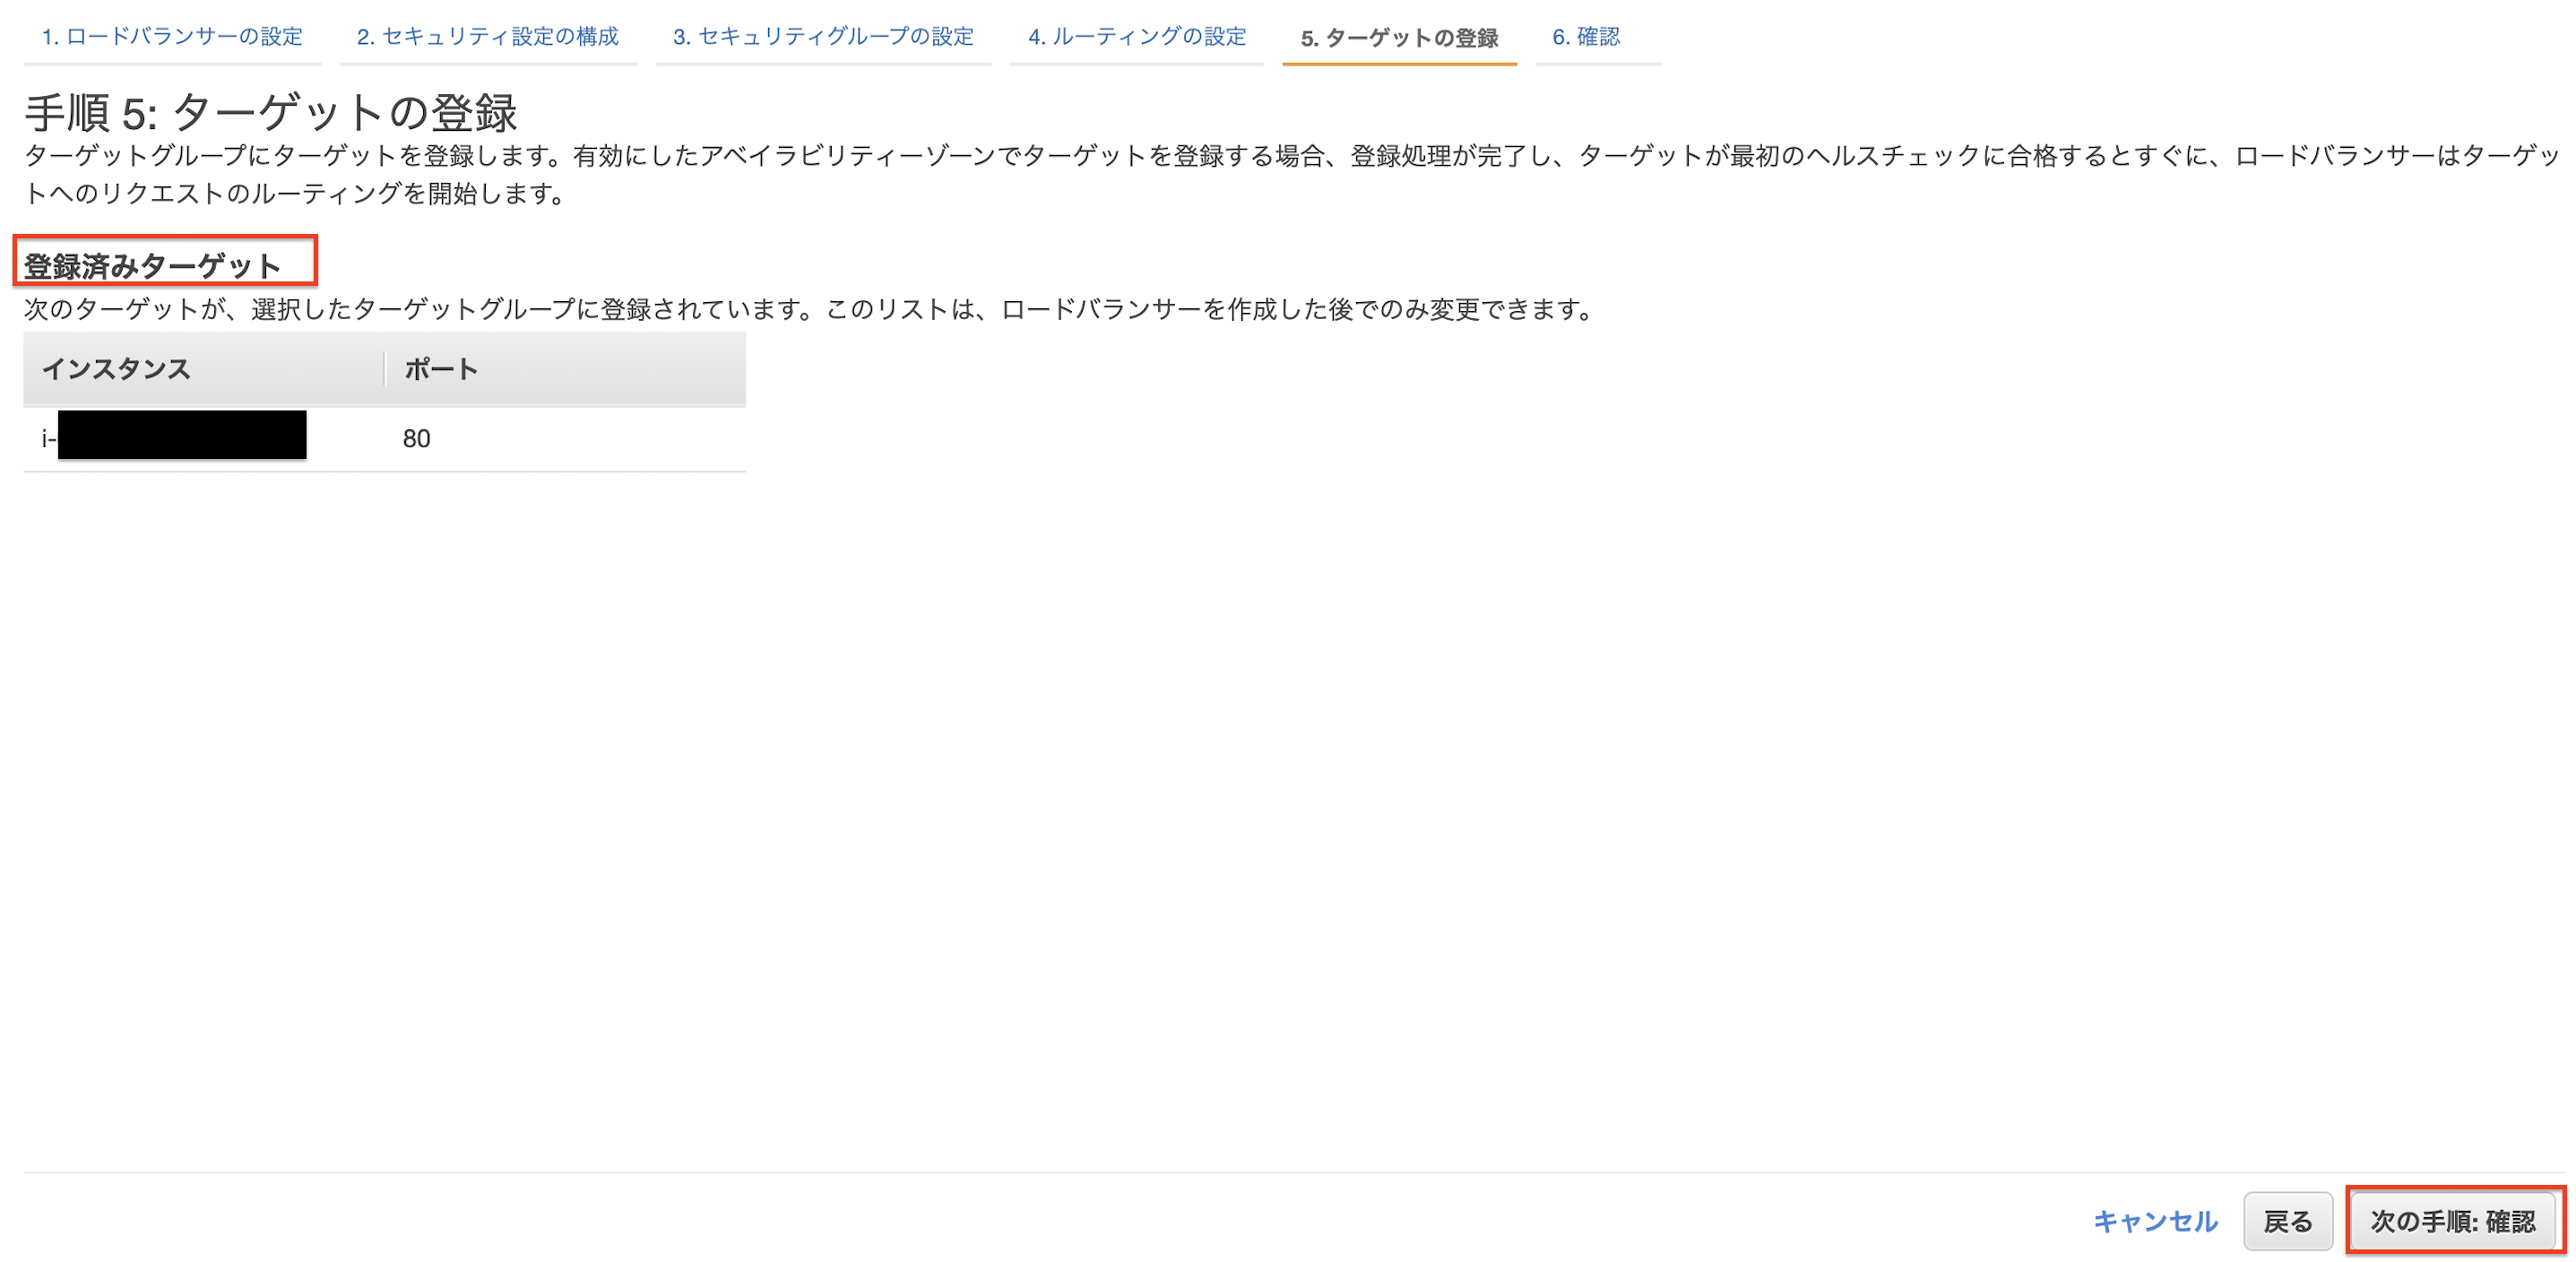 1. ロードバランサーの設定 2. セキュリティ設定の構成 3. セキュリティグループの設定 4. ルーティングの設定 5. ターゲットの登録 6. 確認
手順 5: ターゲットの登録
ターゲットグループにターゲットを登録します。有効にしたアベイラビリティーゾーンでターゲットを登録する場合、登録処理が完了し、ターゲットが最初のヘルスチェックに合格するとすぐに、ロードバランサーはターゲッ
トへのリクエストのルーティングを開始します。
登録済みターゲット
次のターゲットが、選択したターゲットグループに登録されています。このリストは、ロードバランサーを作成した後でのみ変更できます。
インスタンス ポート
i- 80
キャンセル 戻る 次の手順: 確認